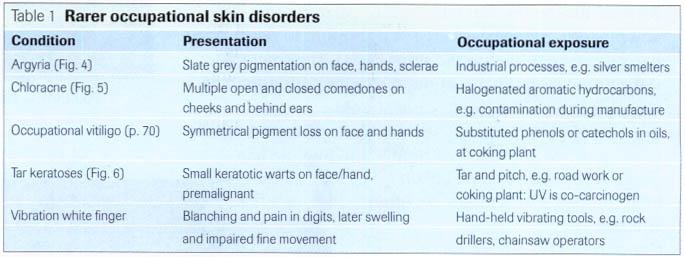 Table 1 Rarer occupational skin disorders
Condition Presentation Occupational exposure
Argyria (Fig. 4) Slate grey pigmentation on face, hands, sclerae Industrial processes, e.g. silver smelters
Chloracne (Fig. 5) Multiple open and closed comedones on Halogenated aromatic hydrocarbons,
cheeks and behind ears e.g. contamination during manufacture
Occupational vitiligo (p. 70) Symmetrical pigment loss on face and hands Substituted phenols or catechols in oils,
at coking plant
Tar keratoses (Fig. 6) Small keratotic warts on face/hand, Tar and pitch, e.g. road work or
premalignant coking plant: UV is co-carcinogen
Vibration white finger Blanching and pain in digits, later swelling Hand-held vibrating tools, e.g. rock
and impaired fine movement drillers, chainsaw operators